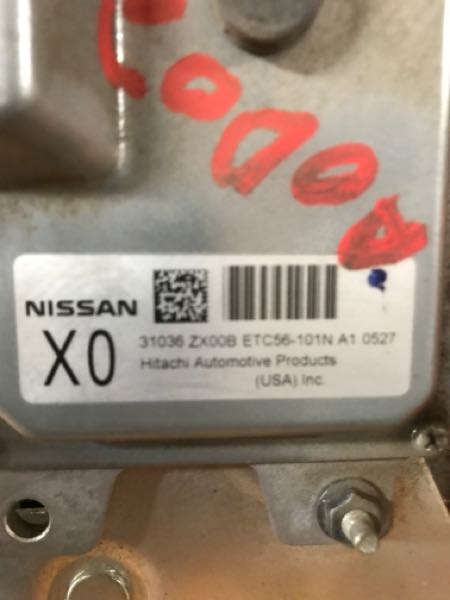 NISSAN
X0
31036 ZX00B ETC56-101N A1 0527
Hitachi Automotive Products
(USA) Inc.